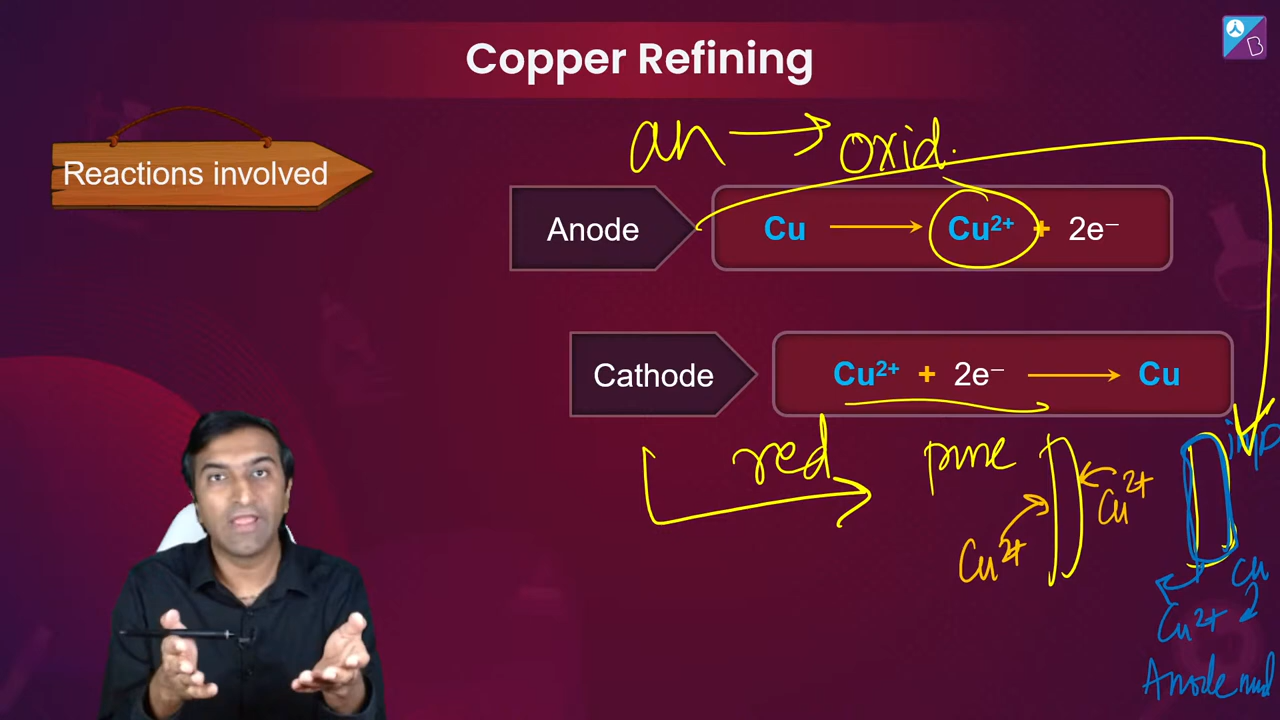 Copper Refining
Reactions involved
an → oxid.
Anode
Cu ⟶ Cu²⁺ + 2e⁻
Cathode
Cu²⁺ + 2e⁻ ⟶ Cu
red
pure
imp
Cu²⁺
Cu²⁺
Cu
Cu²⁺
Anode mud
B